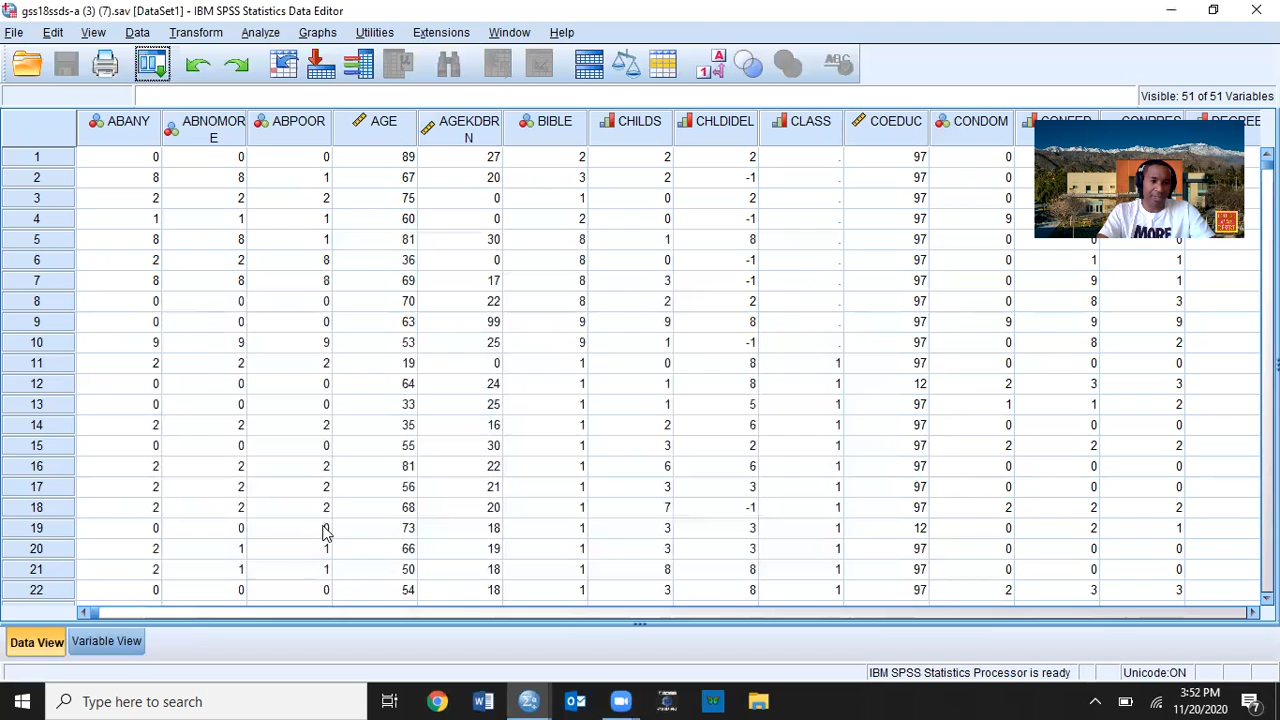 gss18ssds-a (3) (7).sav [DataSet1] - IBM SPSS Statistics Data Editor
File Edit View Data Transform Analyze Graphs Utilities Extensions Window Help
Visible: 51 of 51 Variables
ABANY ABNOMORE ABPOOR AGE AGEKDBRN BIBLE CHILDS CHLDIDEL CLASS COEDUC CONDOM
1 0 0 0 89 27 2 2 2 . 97 0
2 8 8 1 67 20 3 2 -1 . 97 0
3 2 2 2 75 0 1 0 2 . 97 0
4 1 1 1 60 0 2 0 -1 . 97 9
5 8 8 1 81 30 8 1 8 . 97 0
6 2 2 8 36 0 8 0 -1 . 97 0 1 1
7 8 8 8 69 17 8 3 -1 . 97 0 9 1
8 0 0 0 70 22 8 2 2 . 97 0 8 3
9 0 0 0 63 99 9 9 8 . 97 9 9 9
10 9 9 9 53 25 9 1 -1 . 97 0 8 2
11 2 2 2 19 0 1 0 8 1 97 0 0 0
12 0 0 0 64 24 1 1 8 1 12 2 3 3
13 0 0 0 33 25 1 1 5 1 97 1 1 2
14 2 2 2 35 16 1 2 6 1 97 0 0 0
15 0 0 0 55 30 1 3 2 1 97 2 2 2
16 2 2 2 81 22 1 6 6 1 97 0 0 0
17 2 2 2 56 21 1 3 3 1 97 0 0 0
18 2 2 2 68 20 1 7 -1 1 97 2 2 2
19 0 0 0 73 18 1 3 3 1 12 0 2 1
20 2 1 1 66 19 1 3 3 1 97 0 0 0
21 2 1 1 50 18 1 8 8 1 97 0 0 0
22 0 0 0 54 18 1 3 8 1 97 2 3 3
MORE
Data View Variable View
IBM SPSS Statistics Processor is ready Unicode:ON
Type here to search
3:52 PM
11/20/2020
7